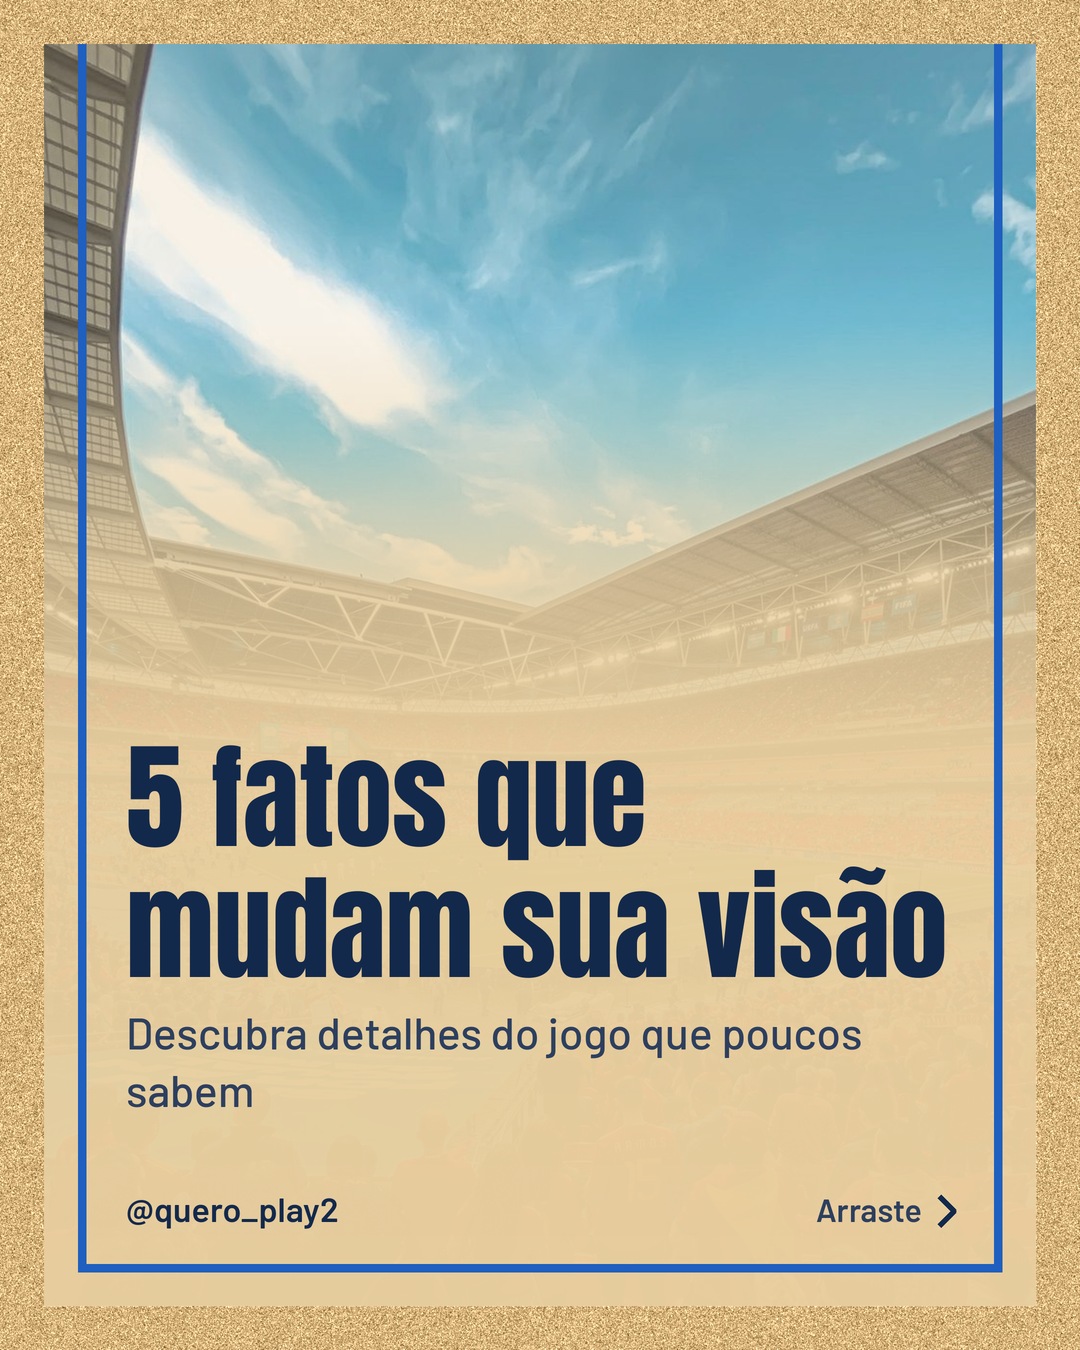 5 fatos que
mudam sua visão
Descubra detalhes do jogo que poucos
sabem
@quero_play2
Arraste